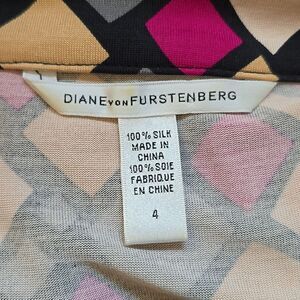 DIANE VON FURSTENBERG
100% SILK
MADE IN
CHINA
100% SOIE
FABRIQUE
EN CHINE
4